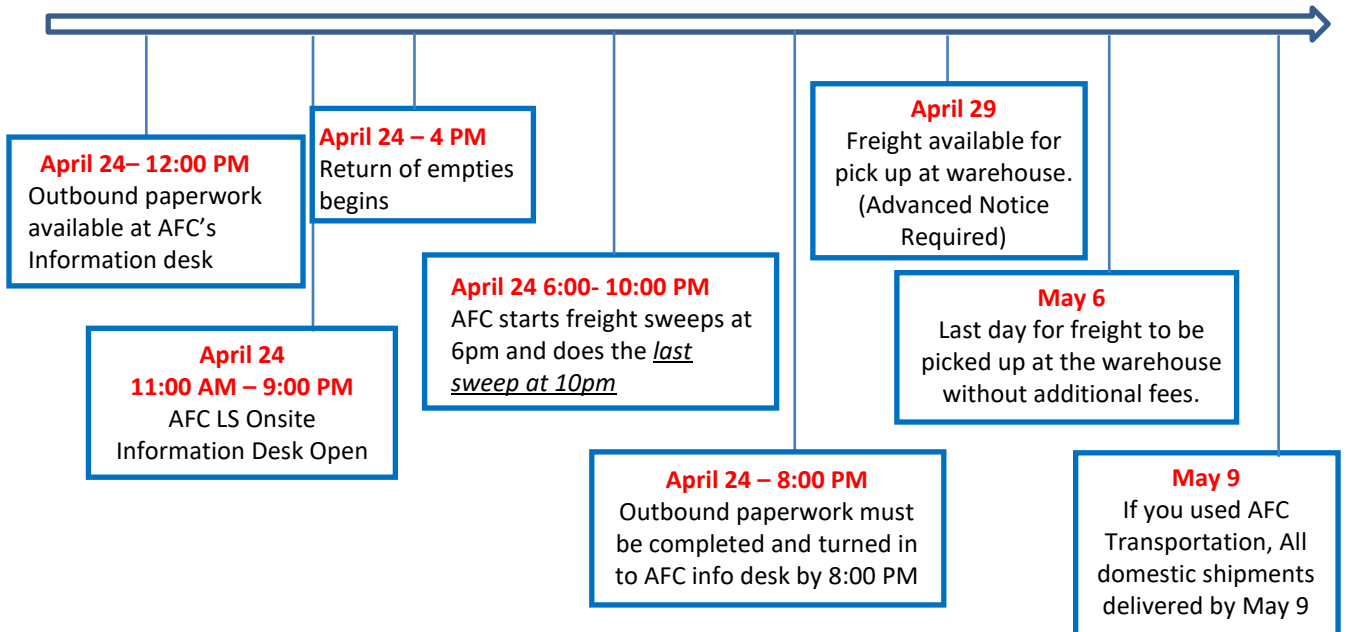 April 24– 12:00 PM
Outbound paperwork
available at AFC’s
Information desk
April 24
11:00 AM – 9:00 PM
AFC LS Onsite
Information Desk Open
April 24 – 4 PM
Return of empties
begins
April 24 6:00- 10:00 PM
AFC starts freight sweeps at
6pm and does the last
sweep at 10pm
April 24 – 8:00 PM
Outbound paperwork must
be completed and turned in
to AFC info desk by 8:00 PM
April 29
Freight available for
pick up at warehouse.
(Advanced Notice
Required)
May 6
Last day for freight to be
picked up at the warehouse
without additional fees.
May 9
If you used AFC
Transportation, All
domestic shipments
delivered by May 9